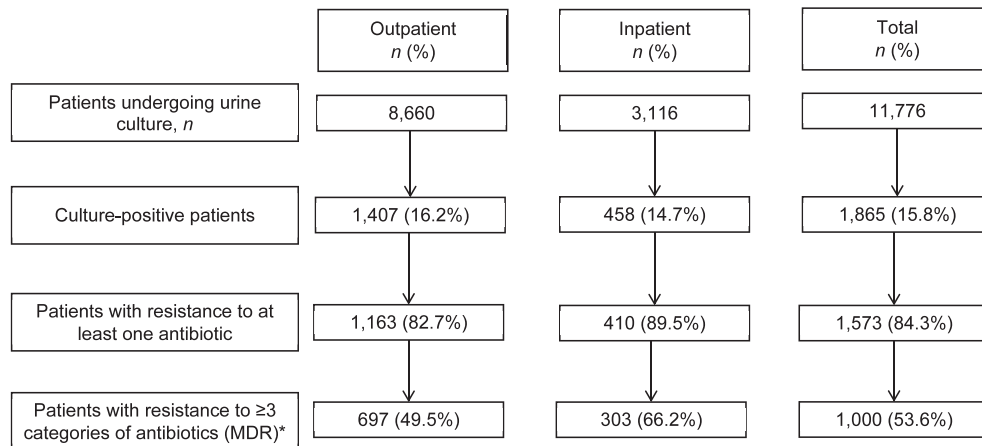 Outpatient
n (%)
Inpatient
n (%)
Total
n (%)
Patients undergoing urine
culture, n
8,660
3,116
11,776
Culture-positive patients
1,407 (16.2%)
458 (14.7%)
1,865 (15.8%)
Patients with resistance to at
least one antibiotic
1,163 (82.7%)
410 (89.5%)
1,573 (84.3%)
Patients with resistance to ≥3
categories of antibiotics (MDR)*
697 (49.5%)
303 (66.2%)
1,000 (53.6%)